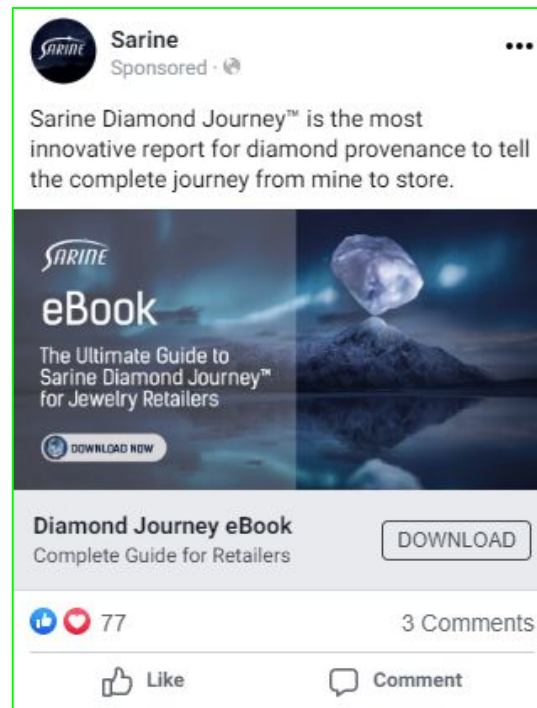 SARINE
Sarine
Sponsored ·
Sarine Diamond Journey™ is the most
innovative report for diamond provenance to tell
the complete journey from mine to store.
SARINE
eBook
The Ultimate Guide to
Sarine Diamond Journey™
for Jewelry Retailers
DOWNLOAD NOW
Diamond Journey eBook
Complete Guide for Retailers
DOWNLOAD
77
3 Comments
Like
Comment